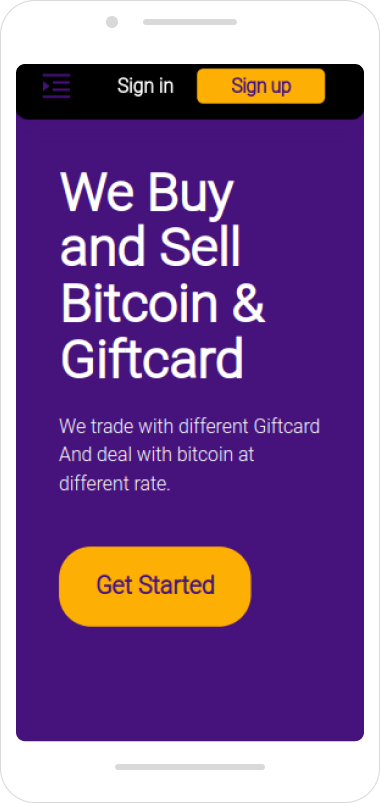 Sign in
Sign up
We Buy
and Sell
Bitcoin &
Giftcard
We trade with different Giftcard
And deal with bitcoin at
different rate.
Get Started